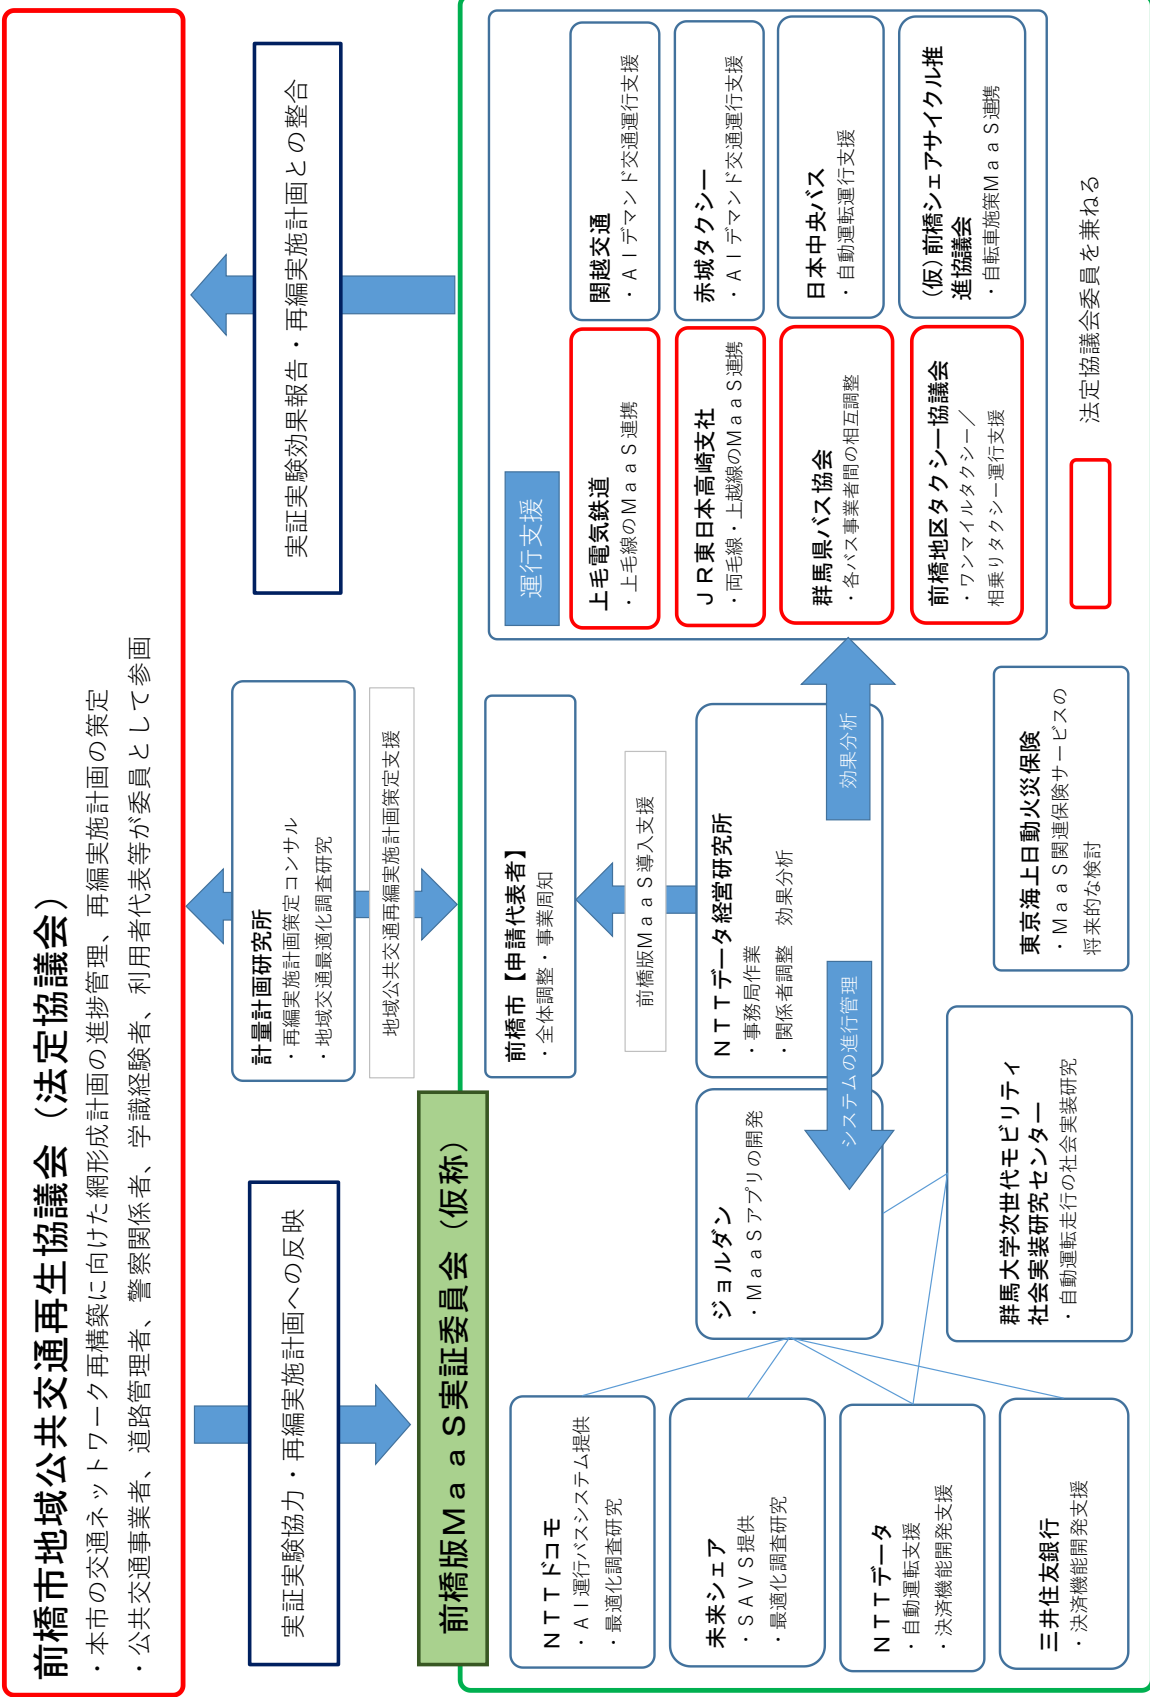 前橋市地域公共交通再生協議会（法定協議会）
・本市の交通ネットワーク再構築に向けた網形成計画の進捗管理、再編実施計画の策定
・公共交通事業者、道路管理者、警察関係者、学識経験者、利用者代表等が委員として参画
実証実験協力・再編実施計画への反映
計量計画研究所
・再編実施計画策定コンサル
・地域交通最適化調査研究
地域公共交通再編実施計画策定支援
実証実験効果報告・再編実施計画との整合
前橋版ＭａａＳ実証委員会（仮称）
前橋市【申請代表者】
・全体調整・事業周知
前橋版ＭａａＳ導入支援
ＮＴＴデータ経営研究所
・事務局作業
・関係者調整　効果分析
システムの進行管理
効果分析
ジョルダン
・ＭａａＳアプリの開発
ＮＴＴドコモ
・ＡＩ運行バスシステム提供
・最適化調査研究
未来シェア
・ＳＡＶＳ提供
・最適化調査研究
ＮＴＴデータ
・自動運転支援
・決済機能開発支援
三井住友銀行
・決済機能開発支援
群馬大学次世代モビリティ
社会実装研究センター
・自動運転走行の社会実装研究
東京海上日動火災保険
・ＭａａＳ関連保険サービスの
将来的な検討
運行支援
上毛電気鉄道
・上毛線のＭａａＳ連携
ＪＲ東日本高崎支社
・両毛線・上越線のＭａａＳ連携
群馬県バス協会
・各バス事業者間の相互調整
前橋地区タクシー協議会
・ワンマイルタクシー／
相乗りタクシー運行支援
関越交通
・ＡＩデマンド交通運行支援
赤城タクシー
・ＡＩデマンド交通運行支援
日本中央バス
・自動運転運行支援
（仮）前橋シェアサイクル推
進協議会
・自転車施策ＭａａＳ連携
法定協議会委員を兼ねる